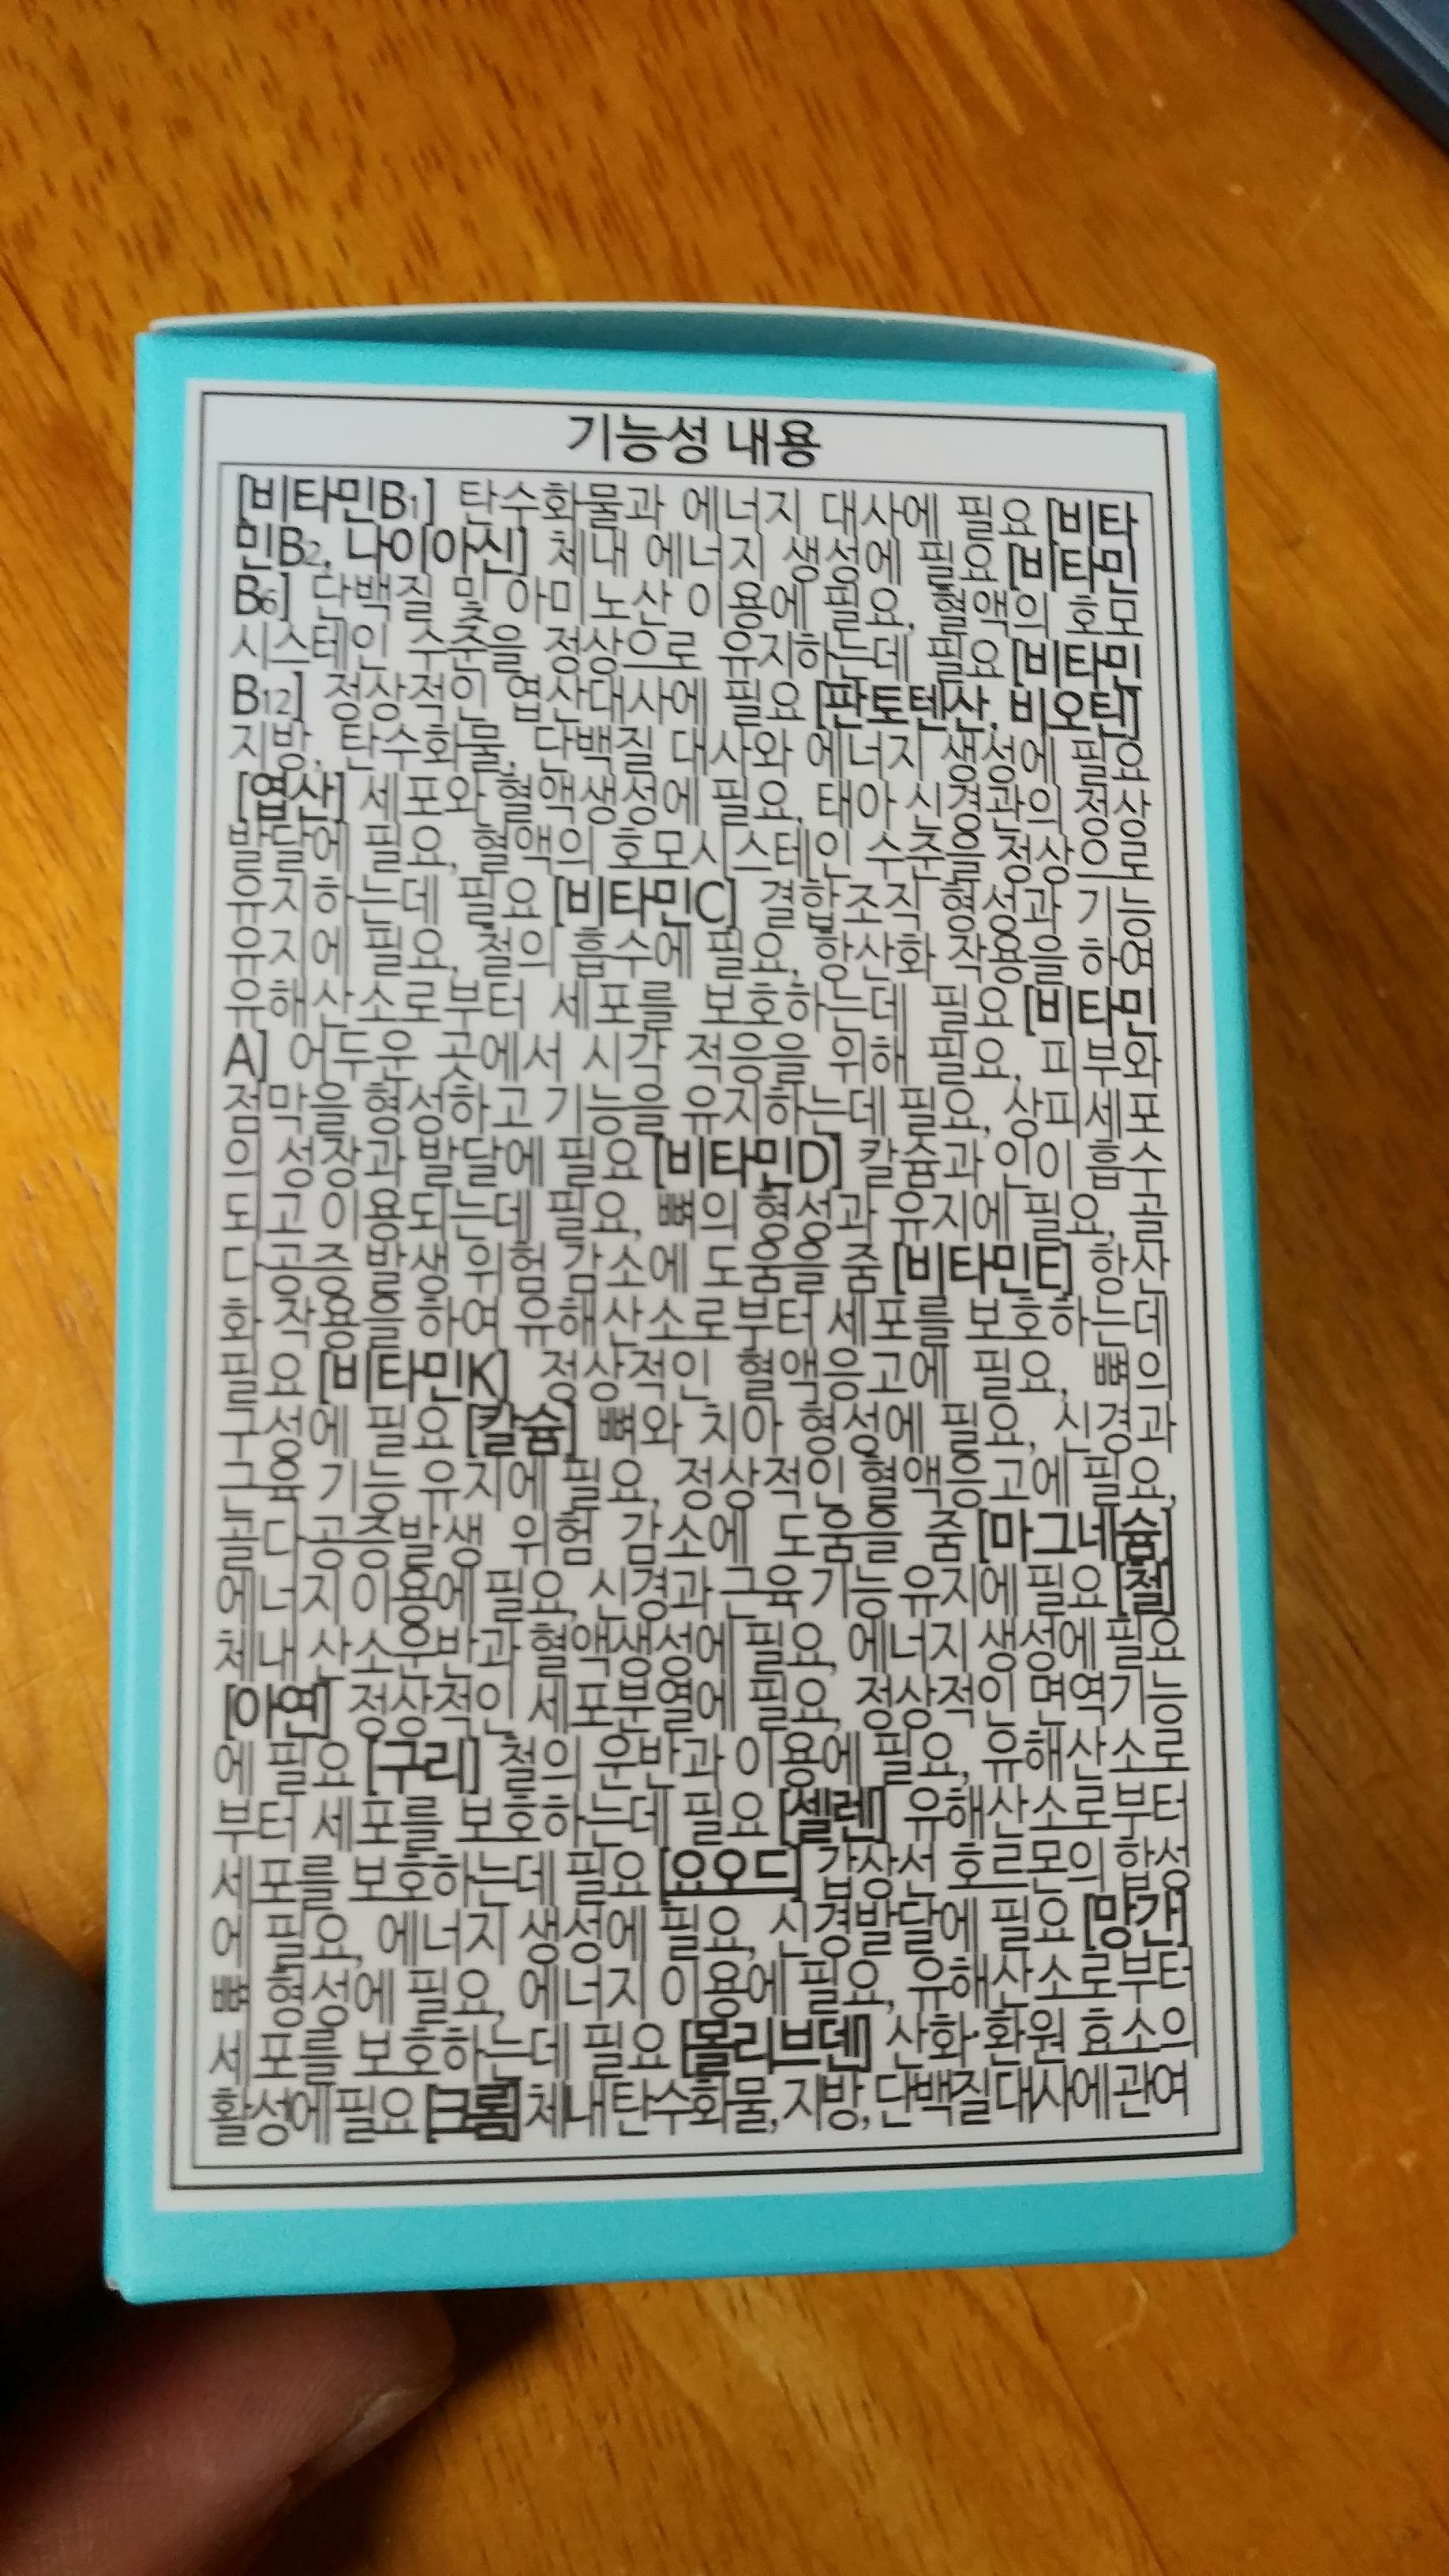 기능성 내용
[비타민B1] 탄수화물과 에너지 대사에 필요 [비타
민B2, 나이아신] 체내 에너지 생성에 필요 [비타민
B6] 단백질 및 아미노산 이용에 필요, 혈액의 호모
시스테인 수준을 정상으로 유지하는데 필요 [비타민
B12] 정상적인 엽산대사에 필요 [판토텐산, 비오틴]
지방, 탄수화물, 단백질 대사와 에너지 생성에 필요
[엽산] 세포와 혈액생성에 필요, 태아 신경관의 정상
발달에 필요, 혈액의 호모시스테인 수준을 정상으로
유지하는데 필요 [비타민C] 결합조직 형성과 기능
유지에 필요, 철의 흡수에 필요, 항산화 작용을 하여
유해산소로부터 세포를 보호하는데 필요 [비타민
A] 어두운 곳에서 시각 적응을 위해 필요, 피부와
점막을 형성하고 기능을 유지하는데 필요, 상피세포
의 성장과 발달에 필요 [비타민D] 칼슘과 인이 흡수
되고 이용되는데 필요, 뼈의 형성과 유지에 필요, 골
다공증 발생 위험 감소에 도움을 줌 [비타민E] 항산
화 작용을 하여 유해산소로부터 세포를 보호하는데
필요 [비타민K] 정상적인 혈액응고에 필요, 뼈의
구성에 필요 [칼슘] 뼈와 치아 형성에 필요, 신경과
근육 기능 유지에 필요, 정상적인 혈액응고에 필요,
골다공증발생 위험 감소에 도움을 줌 [마그네슘]
에너지 이용에 필요, 신경과 근육 기능 유지에 필요 [철]
체내 산소운반과 혈액생성에 필요, 에너지 생성에 필요
[아연] 정상적인 세포분열에 필요, 정상적인 면역기능
에 필요 [구리] 철의 운반과 이용에 필요, 유해산소로
부터 세포를 보호하는데 필요 [셀렌] 유해산소로부터
세포를 보호하는데 필요 [요오드] 갑상선 호르몬의 합성
에 필요, 에너지 생성에 필요, 신경발달에 필요 [망간]
뼈 형성에 필요, 에너지 이용에 필요, 유해산소로부터
세포를 보호하는데 필요 [몰리브덴] 산화·환원 효소의
활성에 필요 [크롬] 체내 탄수화물, 지방, 단백질대사에 관여